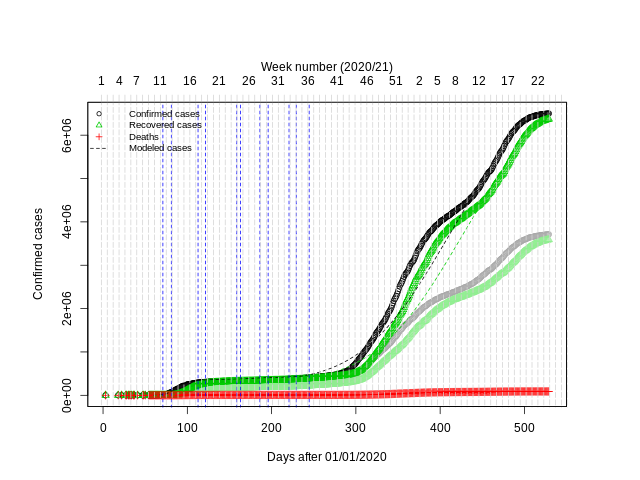 Week number (2020/21)
1 4 7 11 16 21 26 31 36 41 46 51 2 5 8 12 17 22
Confirmed cases
Recovered cases
Deaths
Modeled cases
6e+06
4e+06
2e+06
0e+00
Confirmed cases
0 100 200 300 400 500
Days after 01/01/2020